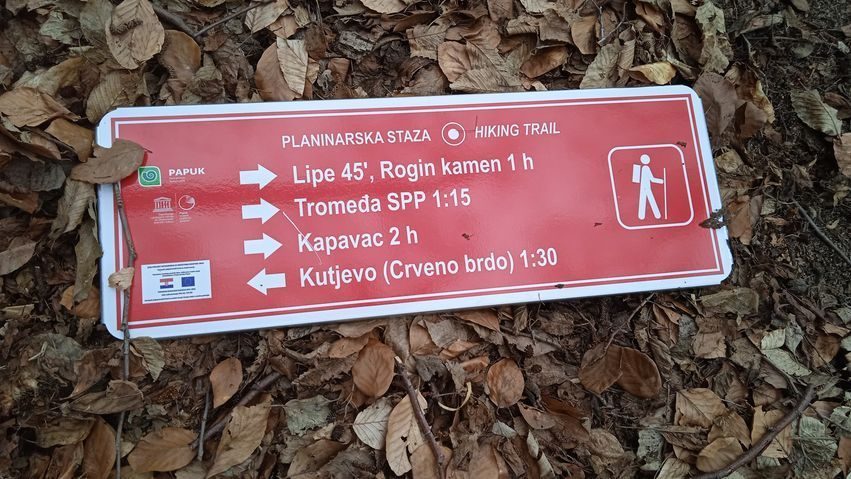 PLANINARSKA STAZA HIKING TRAIL
PAPUK
Lipe 45', Rogin kamen 1 h
Tromeđa SPP 1:15
Kapavac 2 h
Kutjevo (Crveno brdo) 1:30